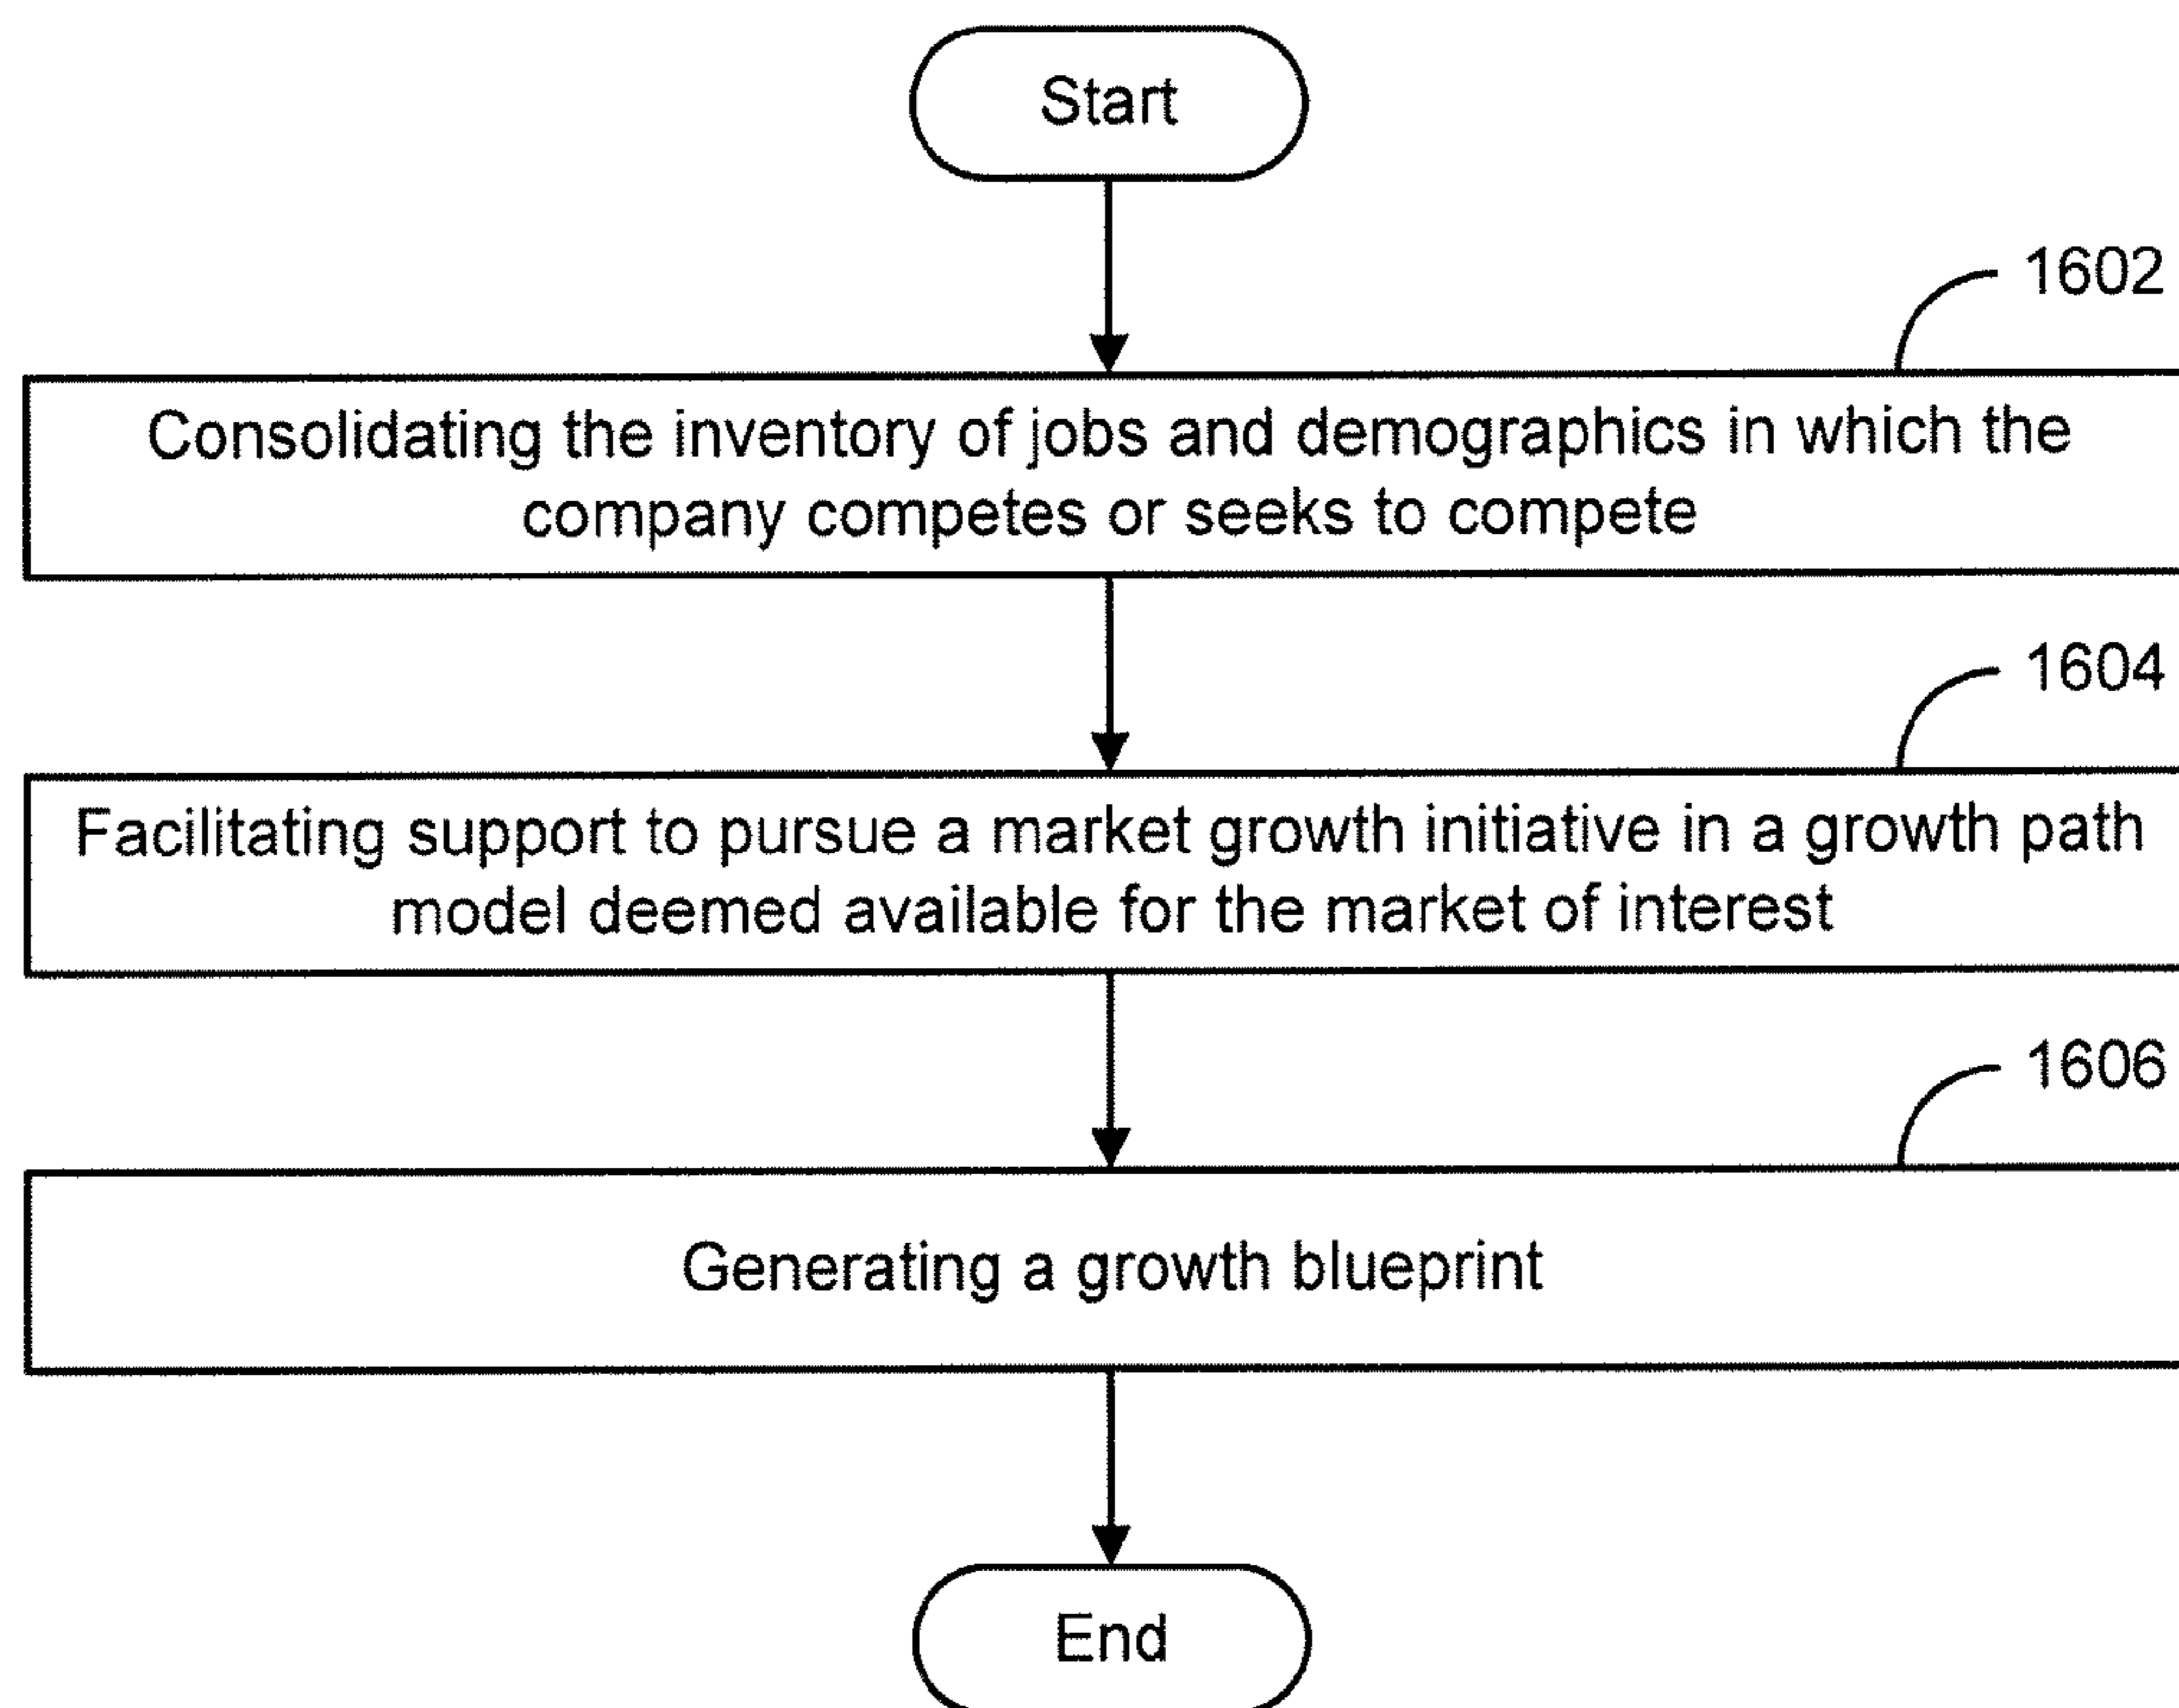 Start
1602
Consolidating the inventory of jobs and demographics in which the
company competes or seeks to compete
1604
Facilitating support to pursue a market growth initiative in a growth path
model deemed available for the market of interest
1606
Generating a growth blueprint
End